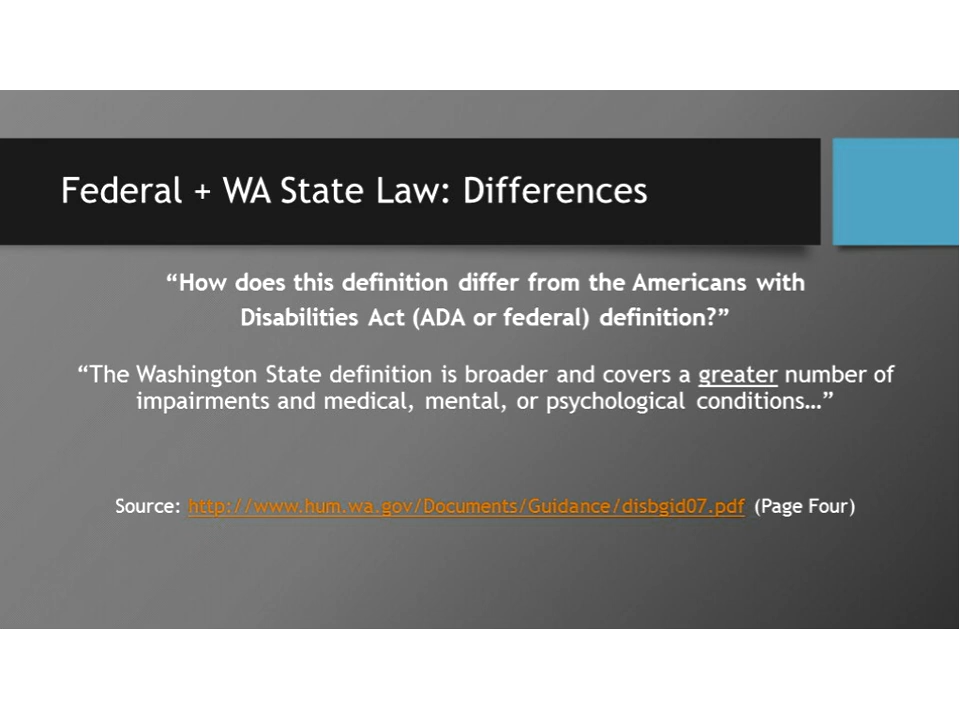 Federal + WA State Law: Differences
“How does this definition differ from the Americans with
Disabilities Act (ADA or federal) definition?”
“The Washington State definition is broader and covers a greater number of
impairments and medical, mental, or psychological conditions…”
Source: http://www.hum.wa.gov/Documents/Guidance/disbgid07.pdf (Page Four)